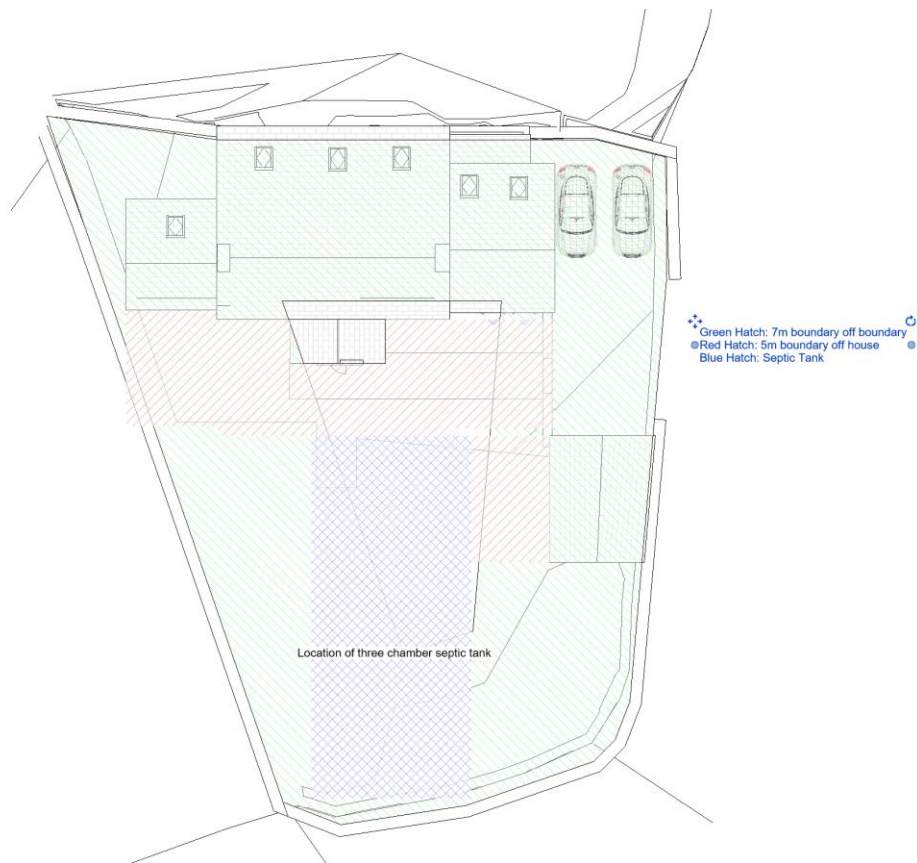 Green Hatch: 7m boundary off boundary
Red Hatch: 5m boundary off house
Blue Hatch: Septic Tank
Location of three chamber septic tank